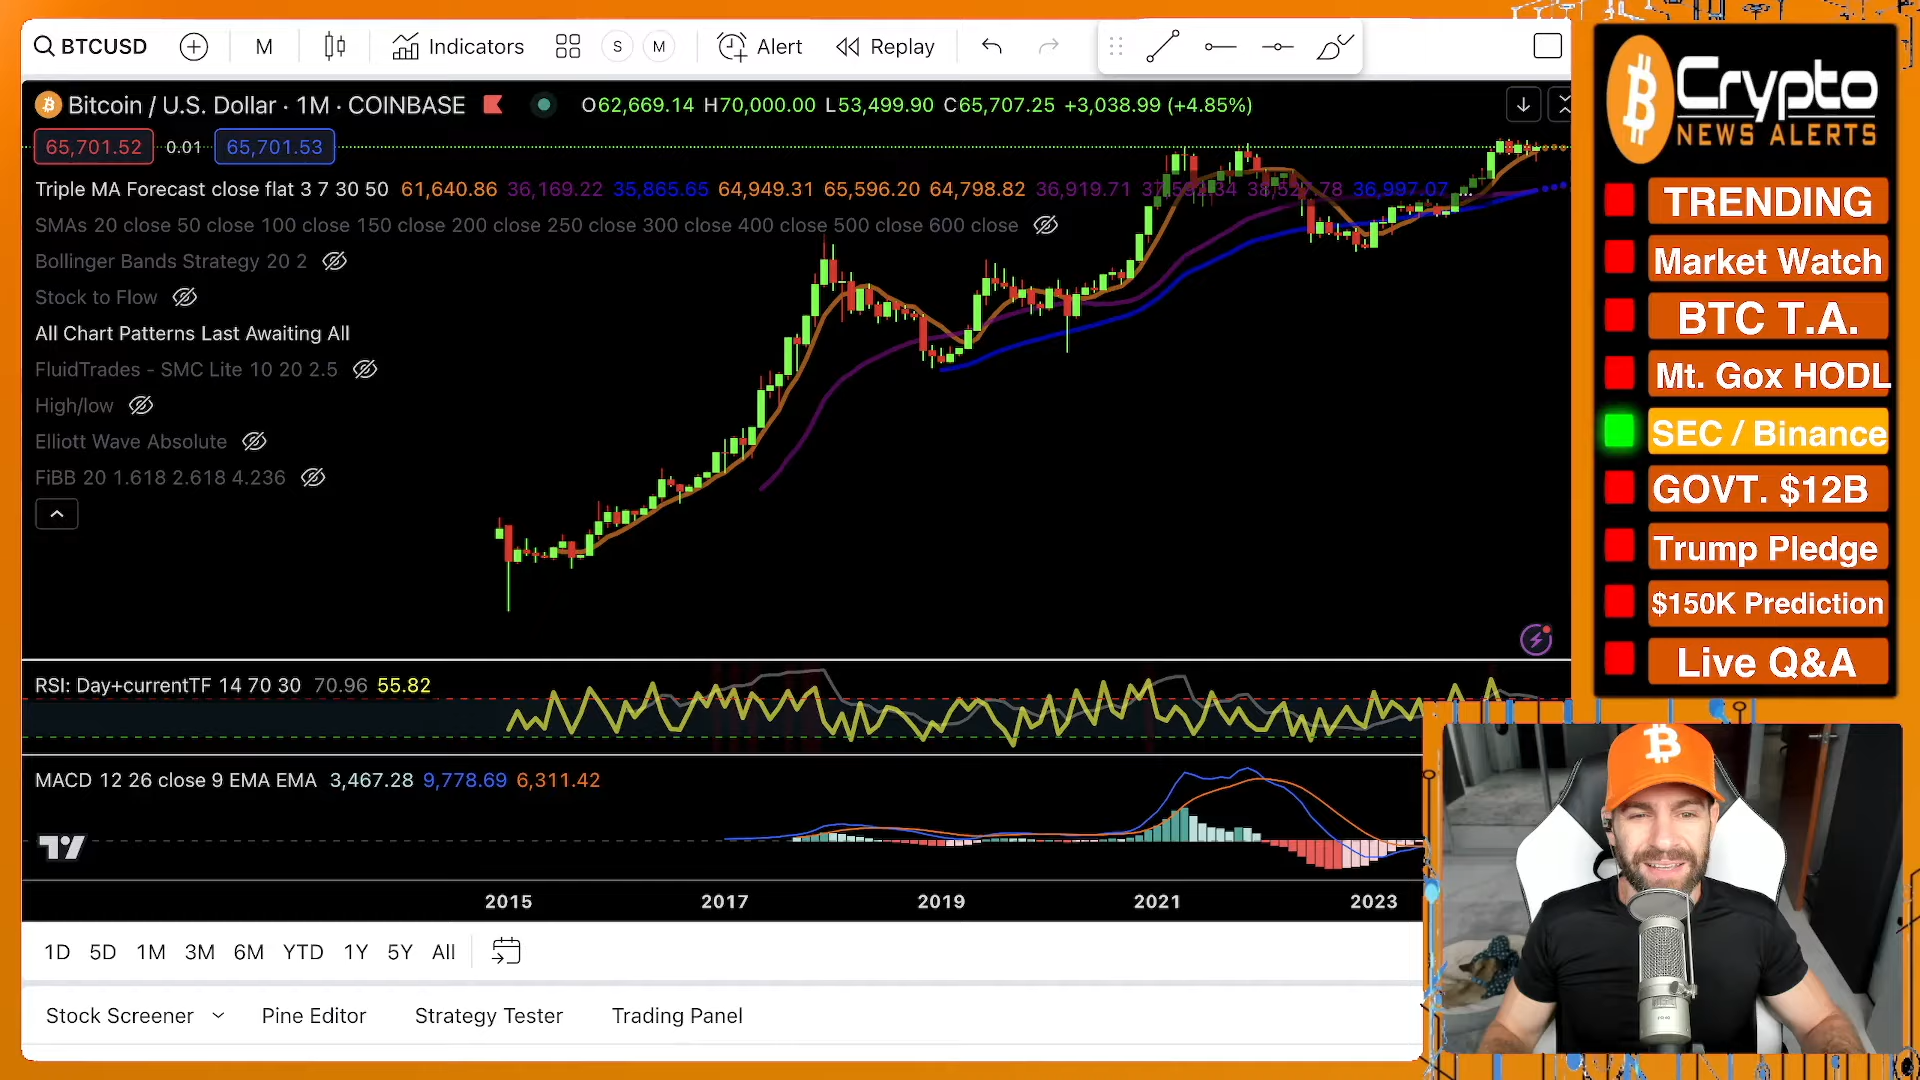 BTCUSD M Indicators S M Alert Replay
Bitcoin / U.S. Dollar · 1M · COINBASE O62,669.14 H70,000.00 L53,499.90 C65,707.25 +3,038.99 (+4.85%)
65,701.52 0.01 65,701.53
Triple MA Forecast close flat 3 7 30 50 61,640.86 36,169.22 35,865.65 64,949.31 65,596.20 64,798.82 36,919.71 36,997.07 ...
SMAs 20 close 50 close 100 close 150 close 200 close 250 close 300 close 400 close 500 close 600 close
Bollinger Bands Strategy 20 2
Stock to Flow
All Chart Patterns Last Awaiting All
FluidTrades - SMC Lite 10 20 2.5
High/low
Elliott Wave Absolute
FiBB 20 1.618 2.618 4.236
RSI: Day+currentTF 14 70 30 70.96 55.82
MACD 12 26 close 9 EMA EMA 3,467.28 9,778.69 6,311.42
2015 2017 2019 2021 2023
1D 5D 1M 3M 6M YTD 1Y 5Y All
Stock Screener Pine Editor Strategy Tester Trading Panel
Crypto
NEWS ALERTS
TRENDING
Market Watch
BTC T.A.
Mt. Gox HODL
SEC / Binance
GOVT. $12B
Trump Pledge
$150K Prediction
Live Q&A